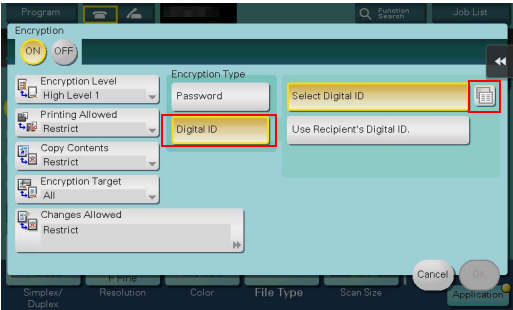 Program
Function
Search
Job List
Encryption
ON
OFF
Encryption Level
High Level 1
Printing Allowed
Restrict
Copy Contents
Restrict
Encryption Target
All
Changes Allowed
Restrict
Encryption Type
Password
Digital ID
Select Digital ID
Use Recipient's Digital ID.
Cancel
OK
Simplex/
Duplex
Resolution
Color
File Type
Scan Size
Application